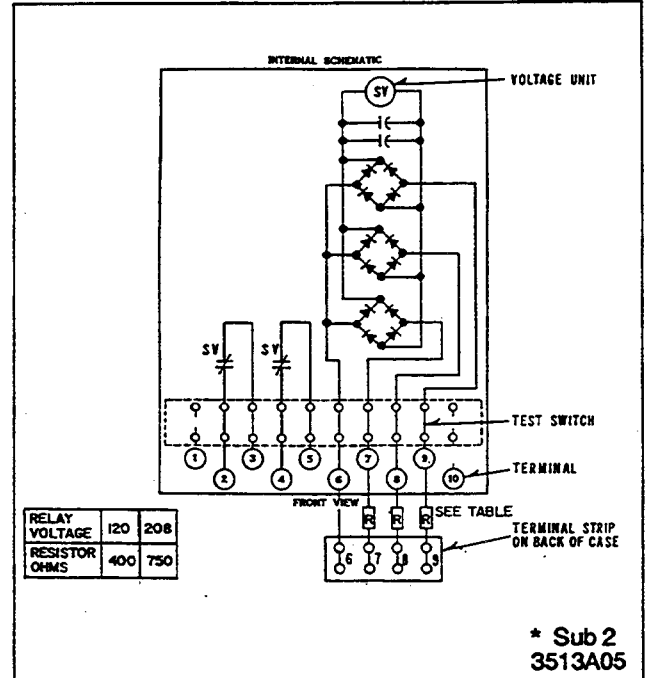 INTERNAL SCHEMATIC
SV
VOLTAGE UNIT
SV
SV
TEST SWITCH
1
2
3
4
5
6
7
8
9
10
TERMINAL
FRONT VIEW
R
R
R
SEE TABLE
RELAY VOLTAGE 120 208
RESISTOR OHMS 400 750
6 7 8 9
TERMINAL STRIP
ON BACK OF CASE
* Sub 2
3513A05